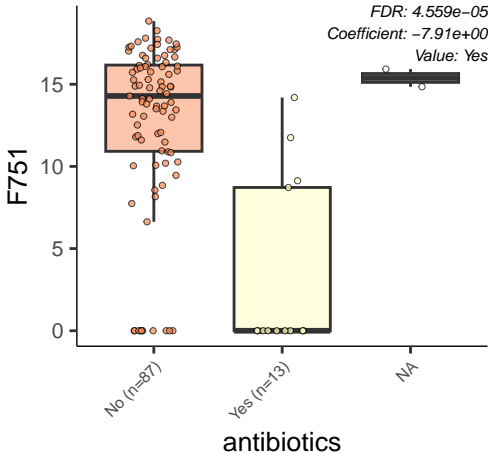 FDR: 4.559e−05
Coefficient: −7.91e+00
Value: Yes
F751
15
10
5
0
No (n=87)
Yes (n=13)
NA
antibiotics